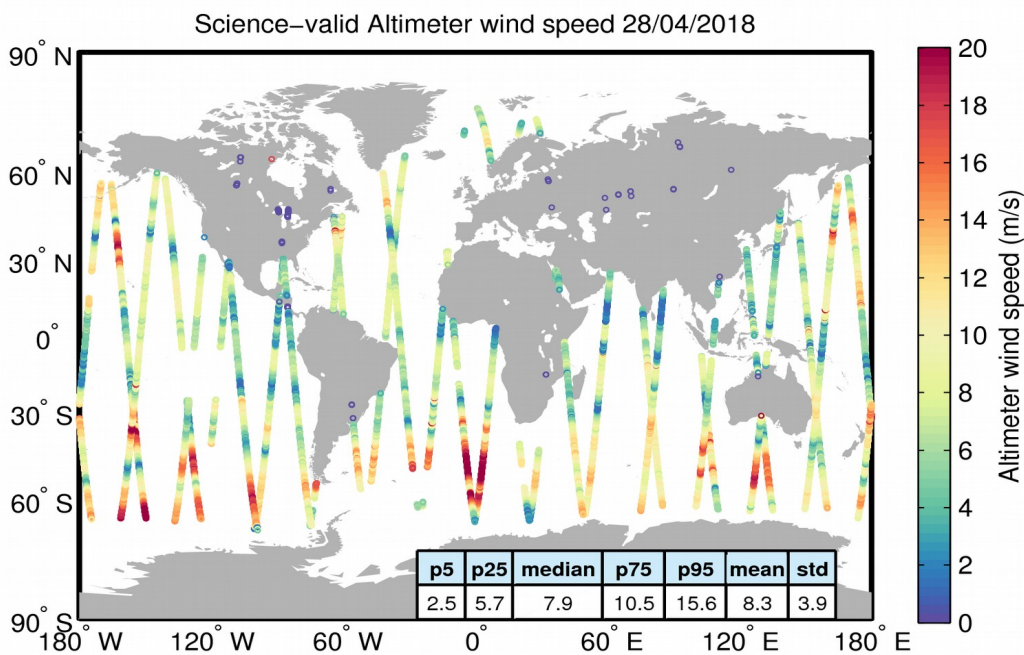 Science−valid Altimeter wind speed 28/04/2018
90° N
60° N
30° N
0°
30° S
60° S
90° S
180° W
120° W
60° W
0°
60° E
120° E
180° E
20
18
16
14
12
10
8
6
4
2
0
Altimeter wind speed (m/s)
p5 p25 median p75 p95 mean std
2.5 5.7 7.9 10.5 15.6 8.3 3.9